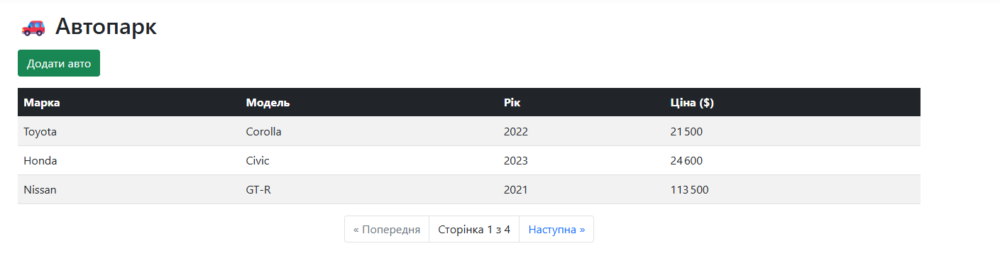 Автопарк
Додати авто
Марка Модель Рік Ціна ($)
Toyota Corolla 2022 21 500
Honda Civic 2023 24 600
Nissan GT-R 2021 113 500
« Попередня Сторінка 1 з 4 Наступна »